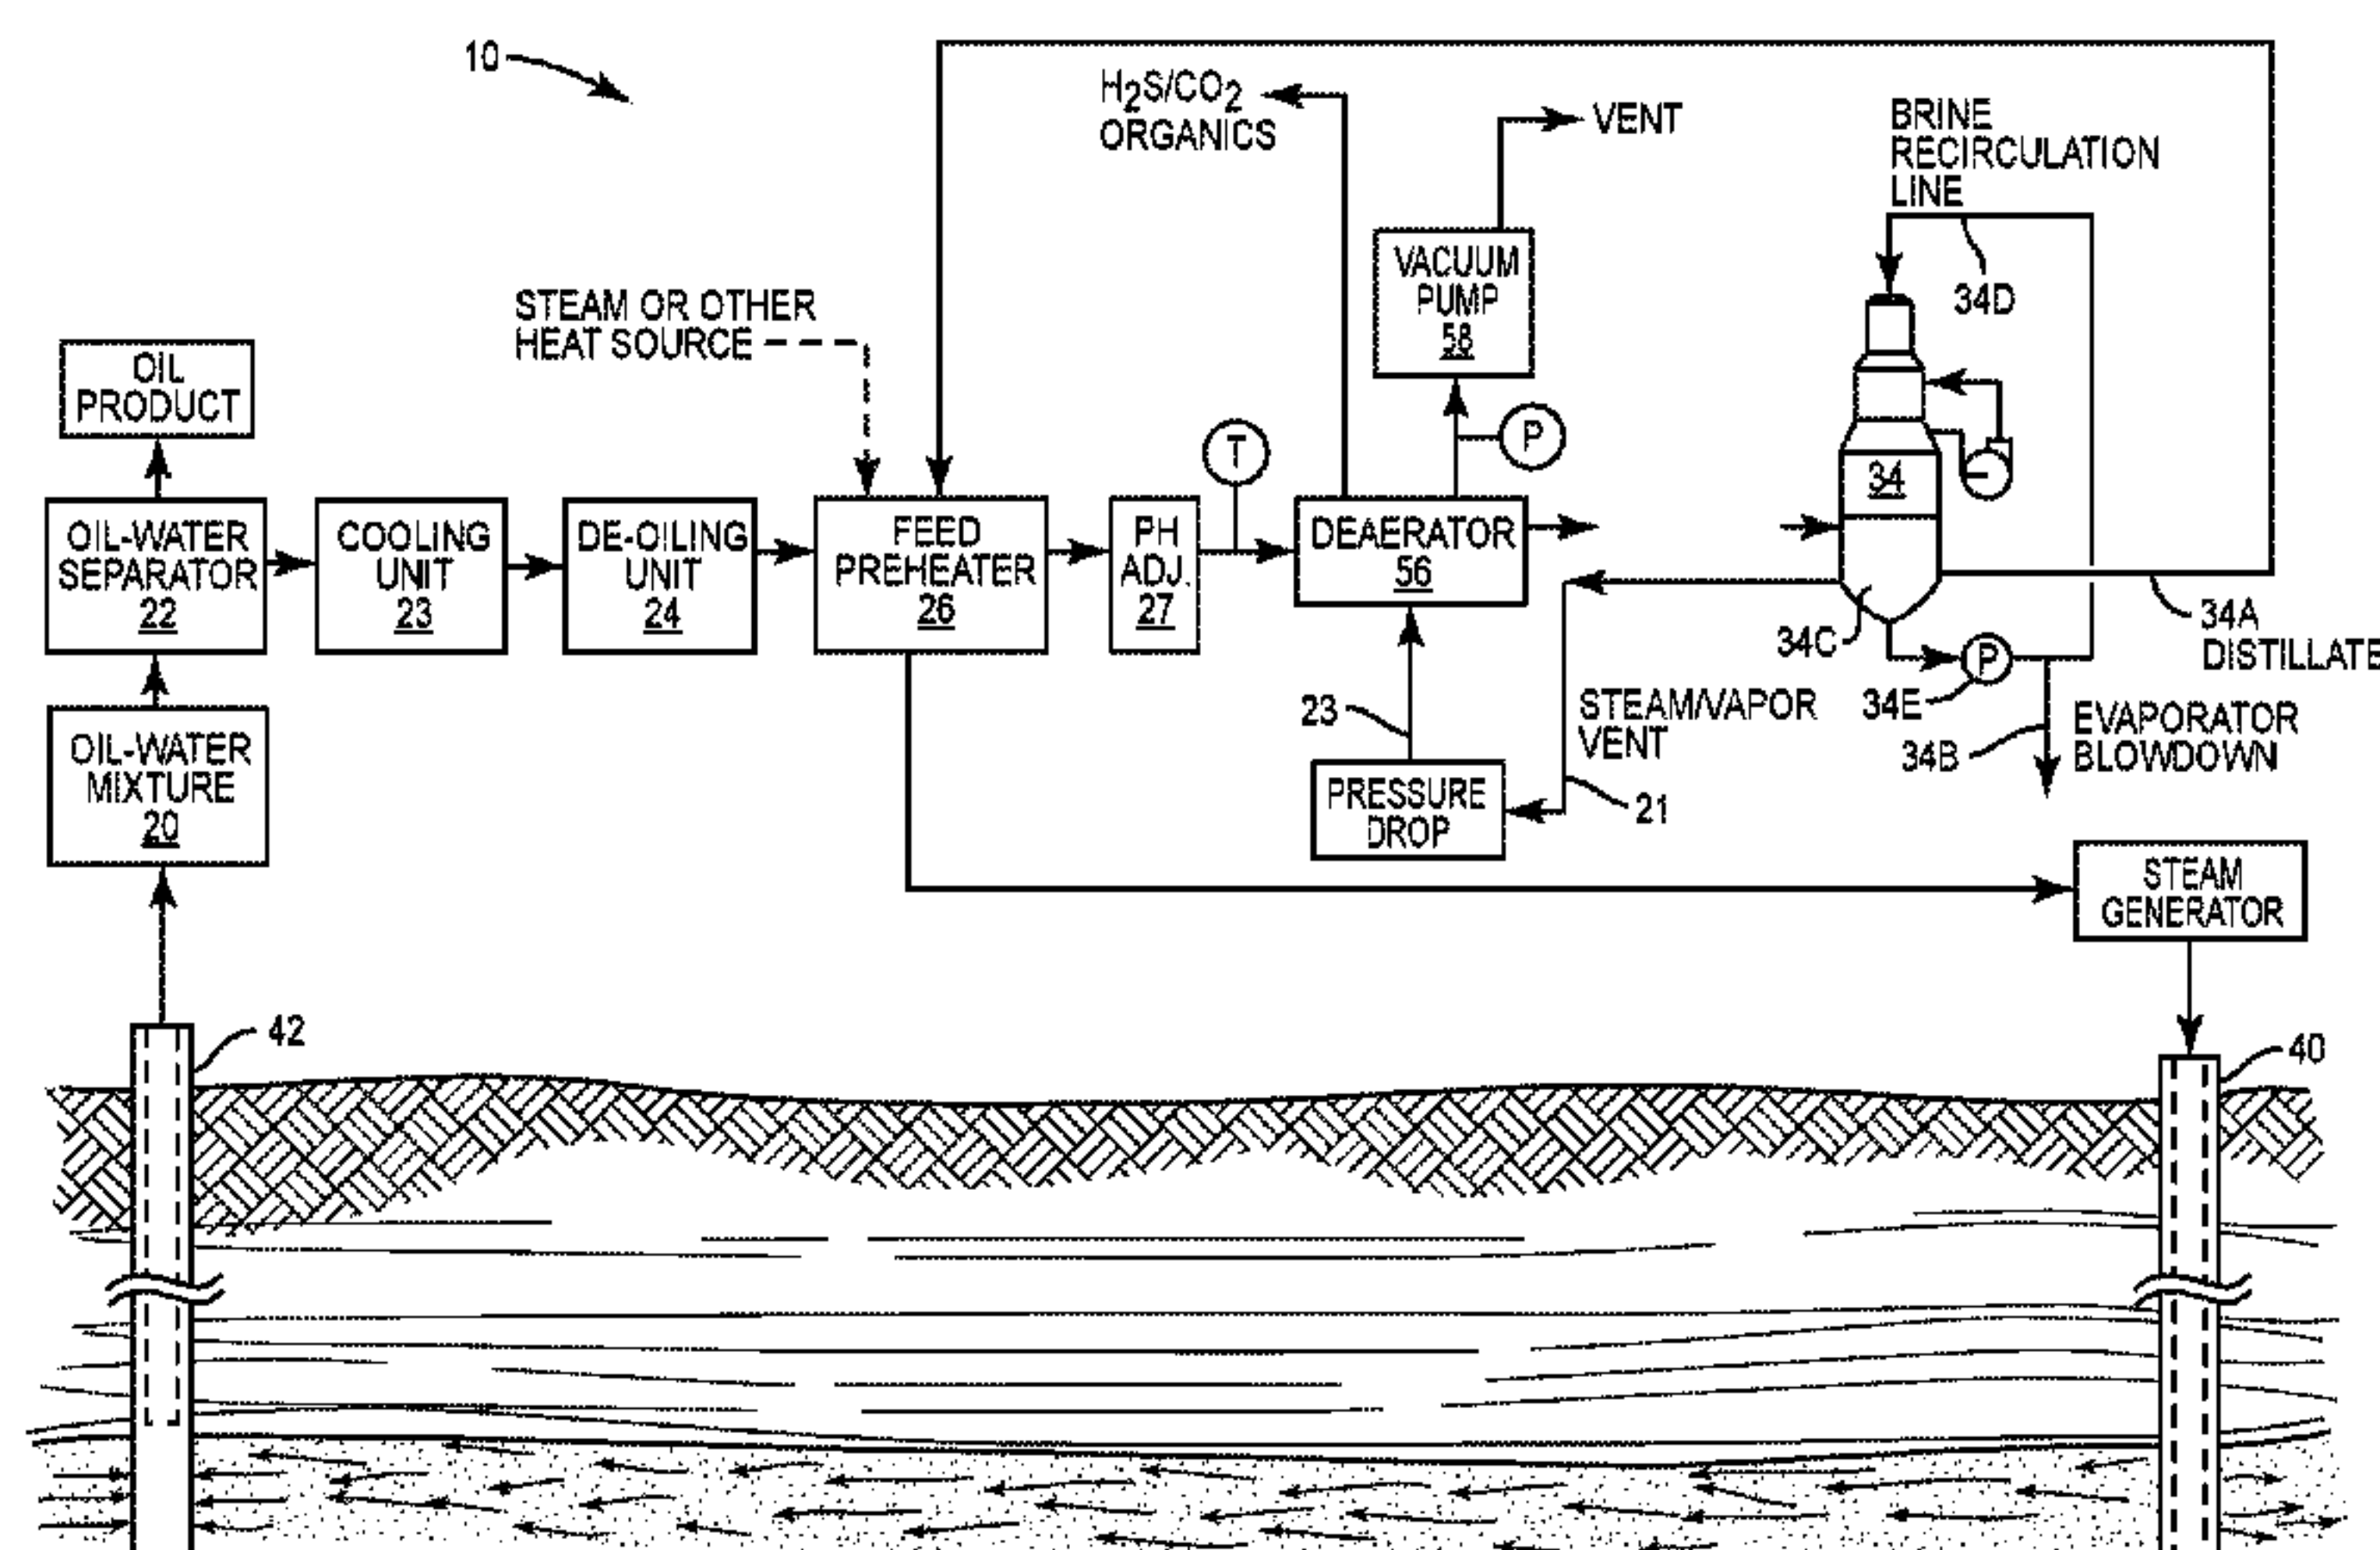 10
H2S/CO2
ORGANICS
VENT
BRINE
RECIRCULATION
LINE
34D
VACUUM
PUMP
58
STEAM OR OTHER
HEAT SOURCE
OIL
PRODUCT
T
P
34
OIL-WATER
SEPARATOR
22
COOLING
UNIT
23
DE-OILING
UNIT
24
FEED
PREHEATER
26
PH
ADJ.
27
DEAERATOR
56
34C
P
34E
34A
DISTILLATE
OIL-WATER
MIXTURE
20
23
STEAM/VAPOR
VENT
34B
EVAPORATOR
BLOWDOWN
PRESSURE
DROP
21
STEAM
GENERATOR
42
40